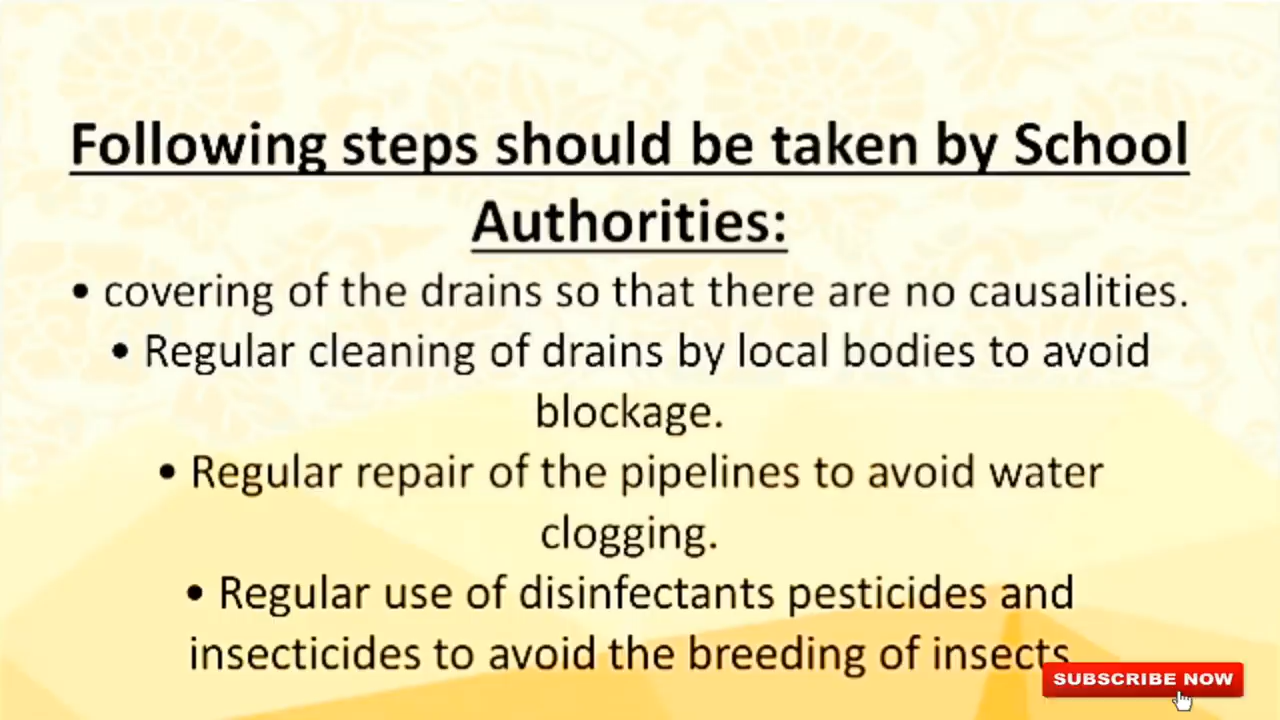 Following steps should be taken by School
Authorities:
• covering of the drains so that there are no causalities.
• Regular cleaning of drains by local bodies to avoid
blockage.
• Regular repair of the pipelines to avoid water
clogging.
• Regular use of disinfectants pesticides and
insecticides to avoid the breeding of insects
SUBSCRIBE NOW